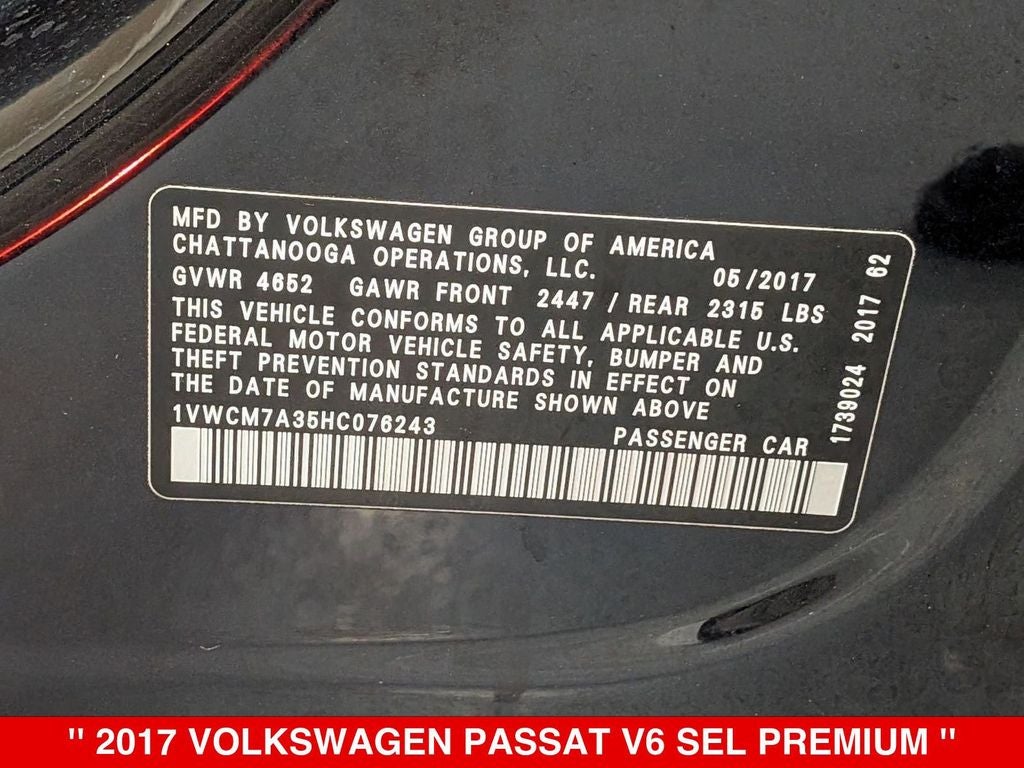 MFD BY VOLKSWAGEN GROUP OF AMERICA
CHATTANOOGA OPERATIONS, LLC. 05/2017
GVWR 4652 GAWR FRONT 2447 / REAR 2315 LBS
THIS VEHICLE CONFORMS TO ALL APPLICABLE U.S.
FEDERAL MOTOR VEHICLE SAFETY, BUMPER AND
THEFT PREVENTION STANDARDS IN EFFECT ON
THE DATE OF MANUFACTURE SHOWN ABOVE
1VWCM7A35HC076243 PASSENGER CAR
1739024 2017 62
" 2017 VOLKSWAGEN PASSAT V6 SEL PREMIUM "